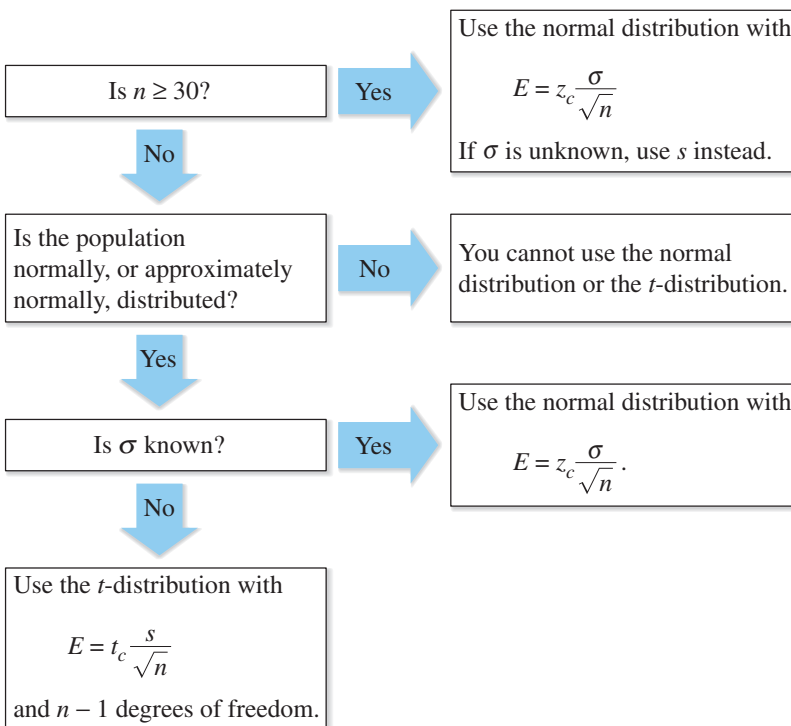 Is n ≥ 30?
Yes
Use the normal distribution with
E = z_c σ/√n
If σ is unknown, use s instead.
No
Is the population
normally, or approximately
normally, distributed?
No
You cannot use the normal
distribution or the t-distribution.
Yes
Is σ known?
Yes
Use the normal distribution with
E = z_c σ/√n .
No
Use the t-distribution with
E = t_c s/√n
and n − 1 degrees of freedom.